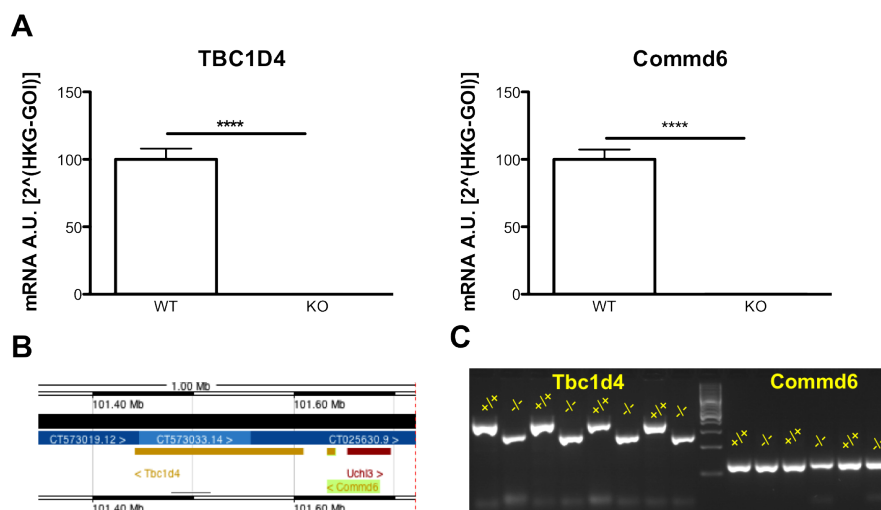 A
TBC1D4
Commd6
mRNA A.U. [2^(HKG-GOI)]
150
100
50
0
****
WT
KO
mRNA A.U. [2^(HKG-GOI)]
150
100
50
0
****
WT
KO
B
1.00 Mb
101.40 Mb
101.60 Mb
CT573019.12 >
CT573033.14 >
CT025630.9 >
< Tbc1d4
Uchl3 >
< Commd6
101.40 Mb
101.60 Mb
C
Tbc1d4
Commd6
+/+ -/- +/+ -/- +/+ -/- +/+ -/-
+/+ -/- +/+ -/- +/+ -/-